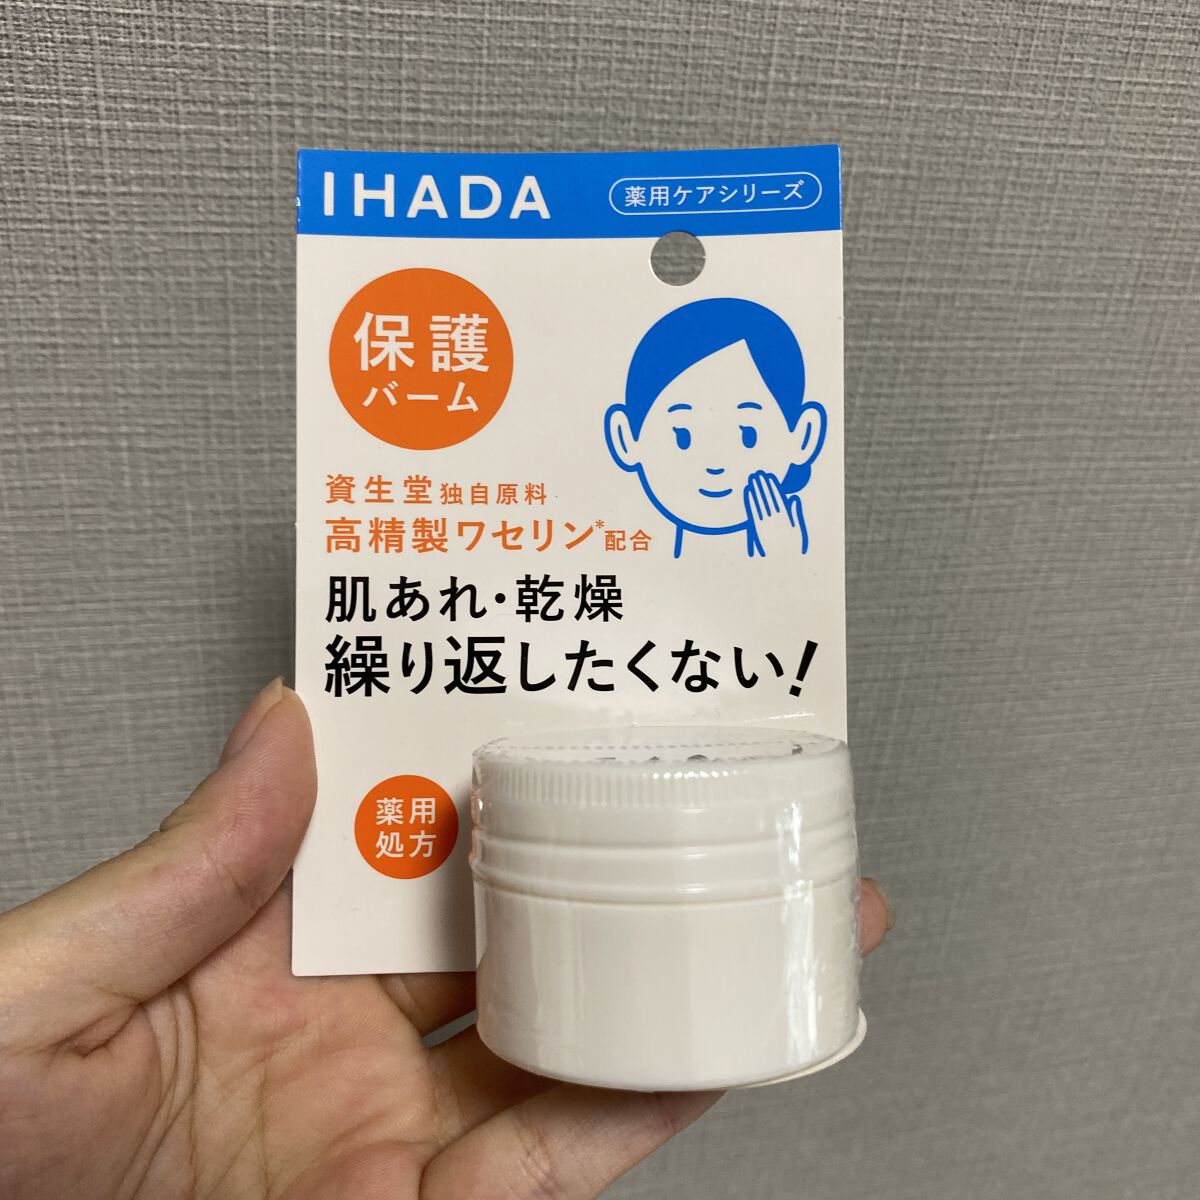 IHADA
薬用ケアシリーズ
保護
バーム
資生堂独自原料
高精製ワセリン*配合
肌あれ・乾燥
繰り返したくない!
薬用
処方